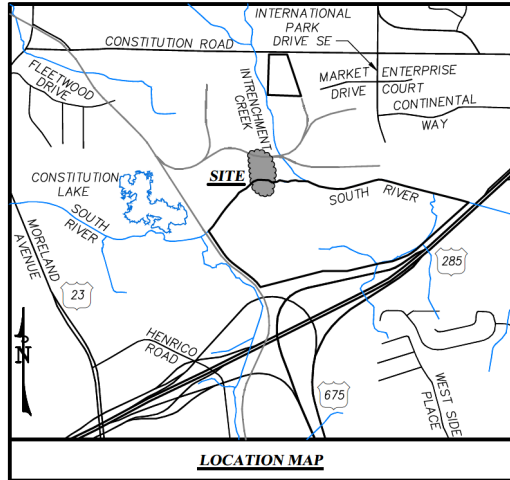 INTERNATIONAL
PARK
DRIVE SE
CONSTITUTION ROAD
FLEETWOOD
DRIVE
INTRENCHMENT
CREEK
MARKET
DRIVE
ENTERPRISE
COURT
CONTINENTAL
WAY
CONSTITUTION
LAKE
SITE
SOUTH RIVER
SOUTH
RIVER
MORELAND
AVENUE
285
23
HENRICO
ROAD
N
675
WEST SIDE
PLACE
LOCATION MAP